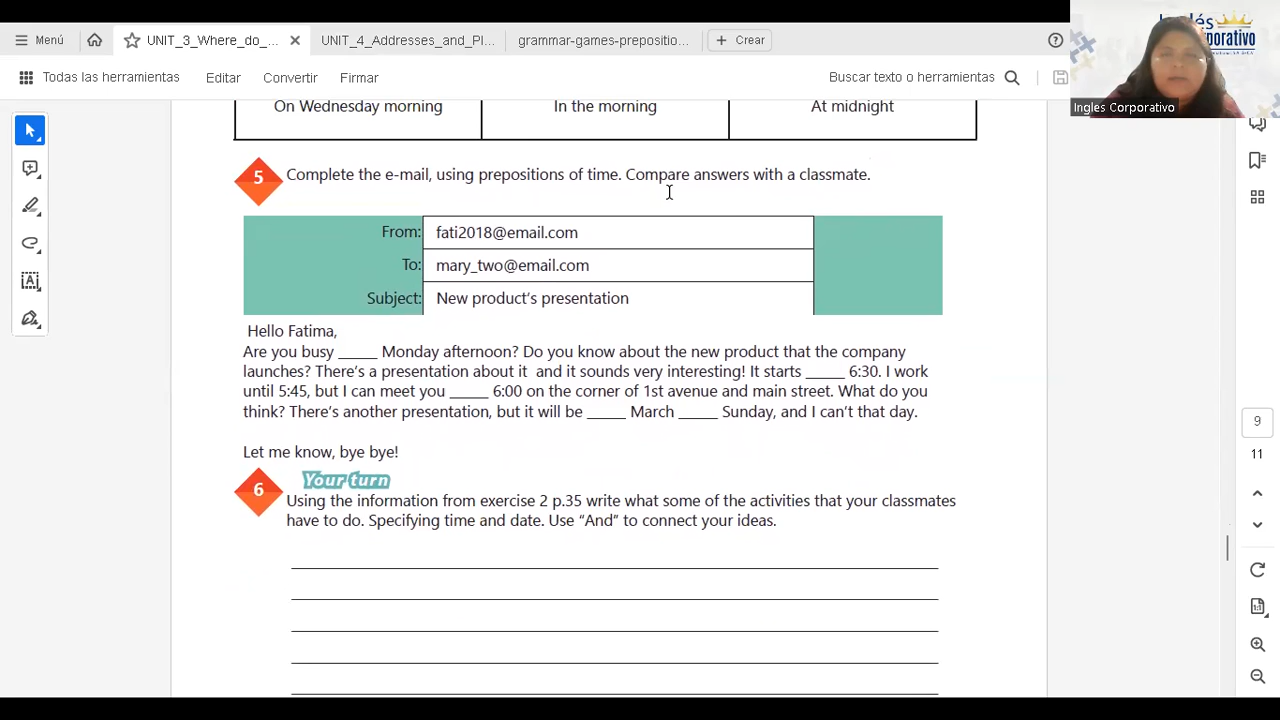 Menú
UNIT_3_Where_do_...
UNIT_4_Addresses_and_Pl...
grammar-games-prepositio...
Crear
Inglés
Todas las herramientas
Editar
Convertir
Firmar
Buscar texto o herramientas
Ingles Corporativo
On Wednesday morning
In the morning
At midnight
5
Complete the e-mail, using prepositions of time. Compare answers with a classmate.
From: fati2018@email.com
To: mary_two@email.com
Subject: New product's presentation
Hello Fatima,
Are you busy _____ Monday afternoon? Do you know about the new product that the company
launches? There's a presentation about it and it sounds very interesting! It starts _____ 6:30. I work
until 5:45, but I can meet you _____ 6:00 on the corner of 1st avenue and main street. What do you
think? There's another presentation, but it will be _____ March _____ Sunday, and I can't that day.
Let me know, bye bye!
6
Your turn
Using the information from exercise 2 p.35 write what some of the activities that your classmates
have to do. Specifying time and date. Use “And” to connect your ideas.
9
11
1:1